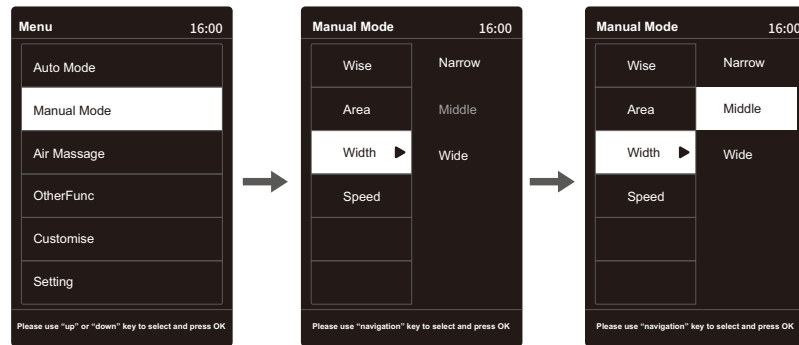 Menu 16:00
Auto Mode
Manual Mode
Air Massage
OtherFunc
Customise
Setting
Please use “up” or “down” key to select and press OK
Manual Mode 16:00
Wise Narrow
Area Middle
Width Wide
Speed
Please use “navigation” key to select and press OK
Manual Mode 16:00
Wise Narrow
Area Middle
Width Wide
Speed
Please use “navigation” key to select and press OK